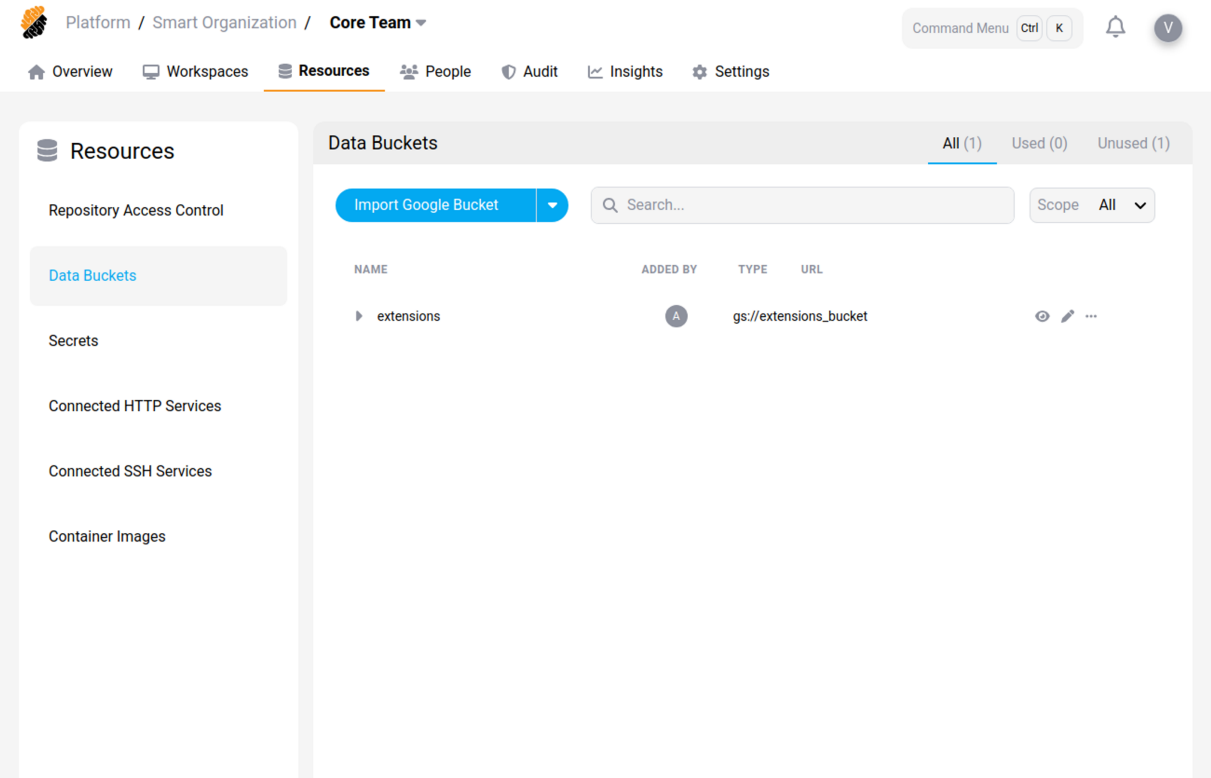 Platform / Smart Organization / Core Team
Command Menu Ctrl K
V
Overview Workspaces Resources People Audit Insights Settings
Resources
Repository Access Control
Data Buckets
Secrets
Connected HTTP Services
Connected SSH Services
Container Images
Data Buckets
All (1) Used (0) Unused (1)
Import Google Bucket
Search...
Scope All
NAME ADDED BY TYPE URL
extensions A gs://extensions_bucket